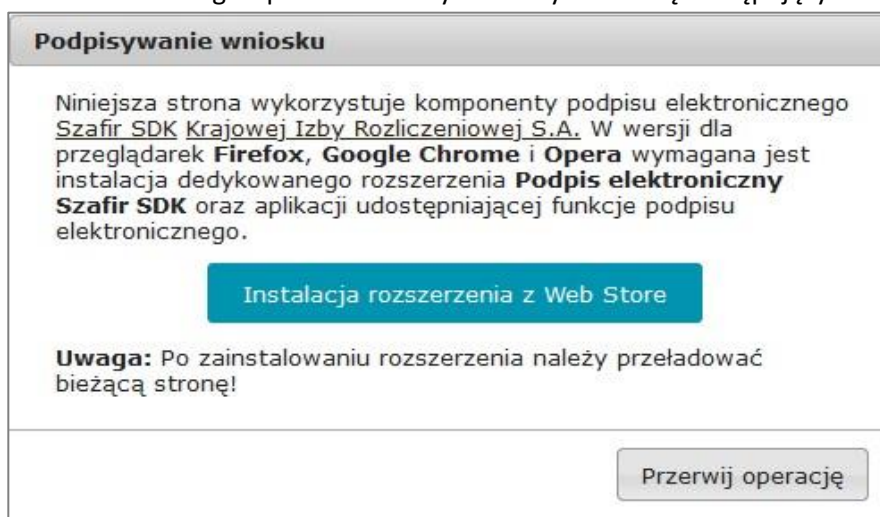 Podpisywanie wniosku
Niniejsza strona wykorzystuje komponenty podpisu elektronicznego
Szafir SDK Krajowej Izby Rozliczeniowej S.A. W wersji dla
przeglądarek Firefox, Google Chrome i Opera wymagana jest
instalacja dedykowanego rozszerzenia Podpis elektroniczny
Szafir SDK oraz aplikacji udostępniającej funkcje podpisu
elektronicznego.
Instalacja rozszerzenia z Web Store
Uwaga: Po zainstalowaniu rozszerzenia należy przeładować
bieżącą stronę!
Przerwij operację